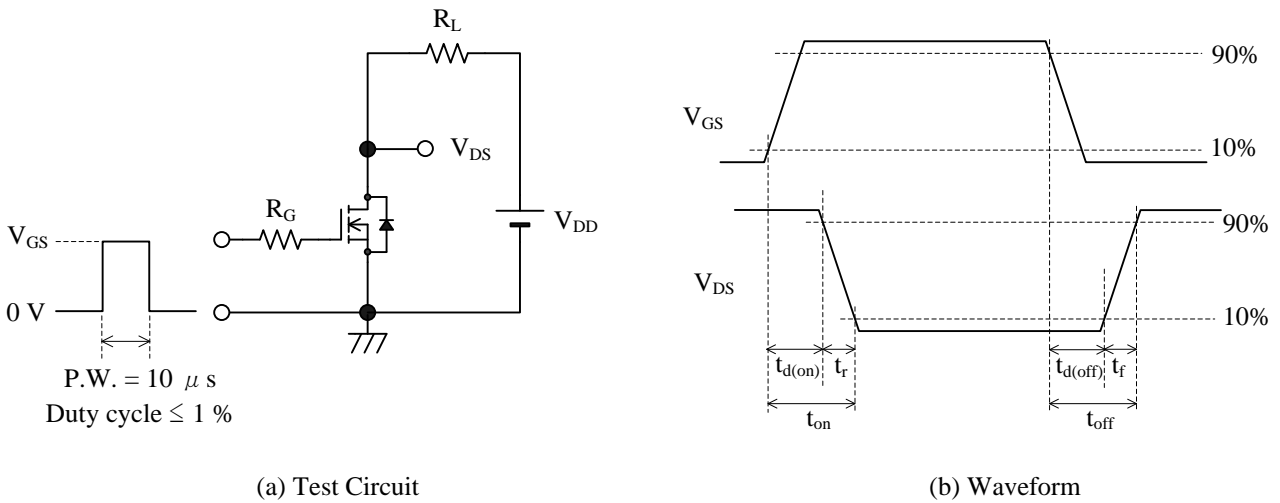 R_L
V_DS
R_G
V_DD
V_GS
0 V
P.W. = 10 μ s
Duty cycle ≤ 1 %
(a) Test Circuit
90%
V_GS
10%
90%
V_DS
10%
t_d(on) t_r t_d(off) t_f
t_on t_off
(b) Waveform